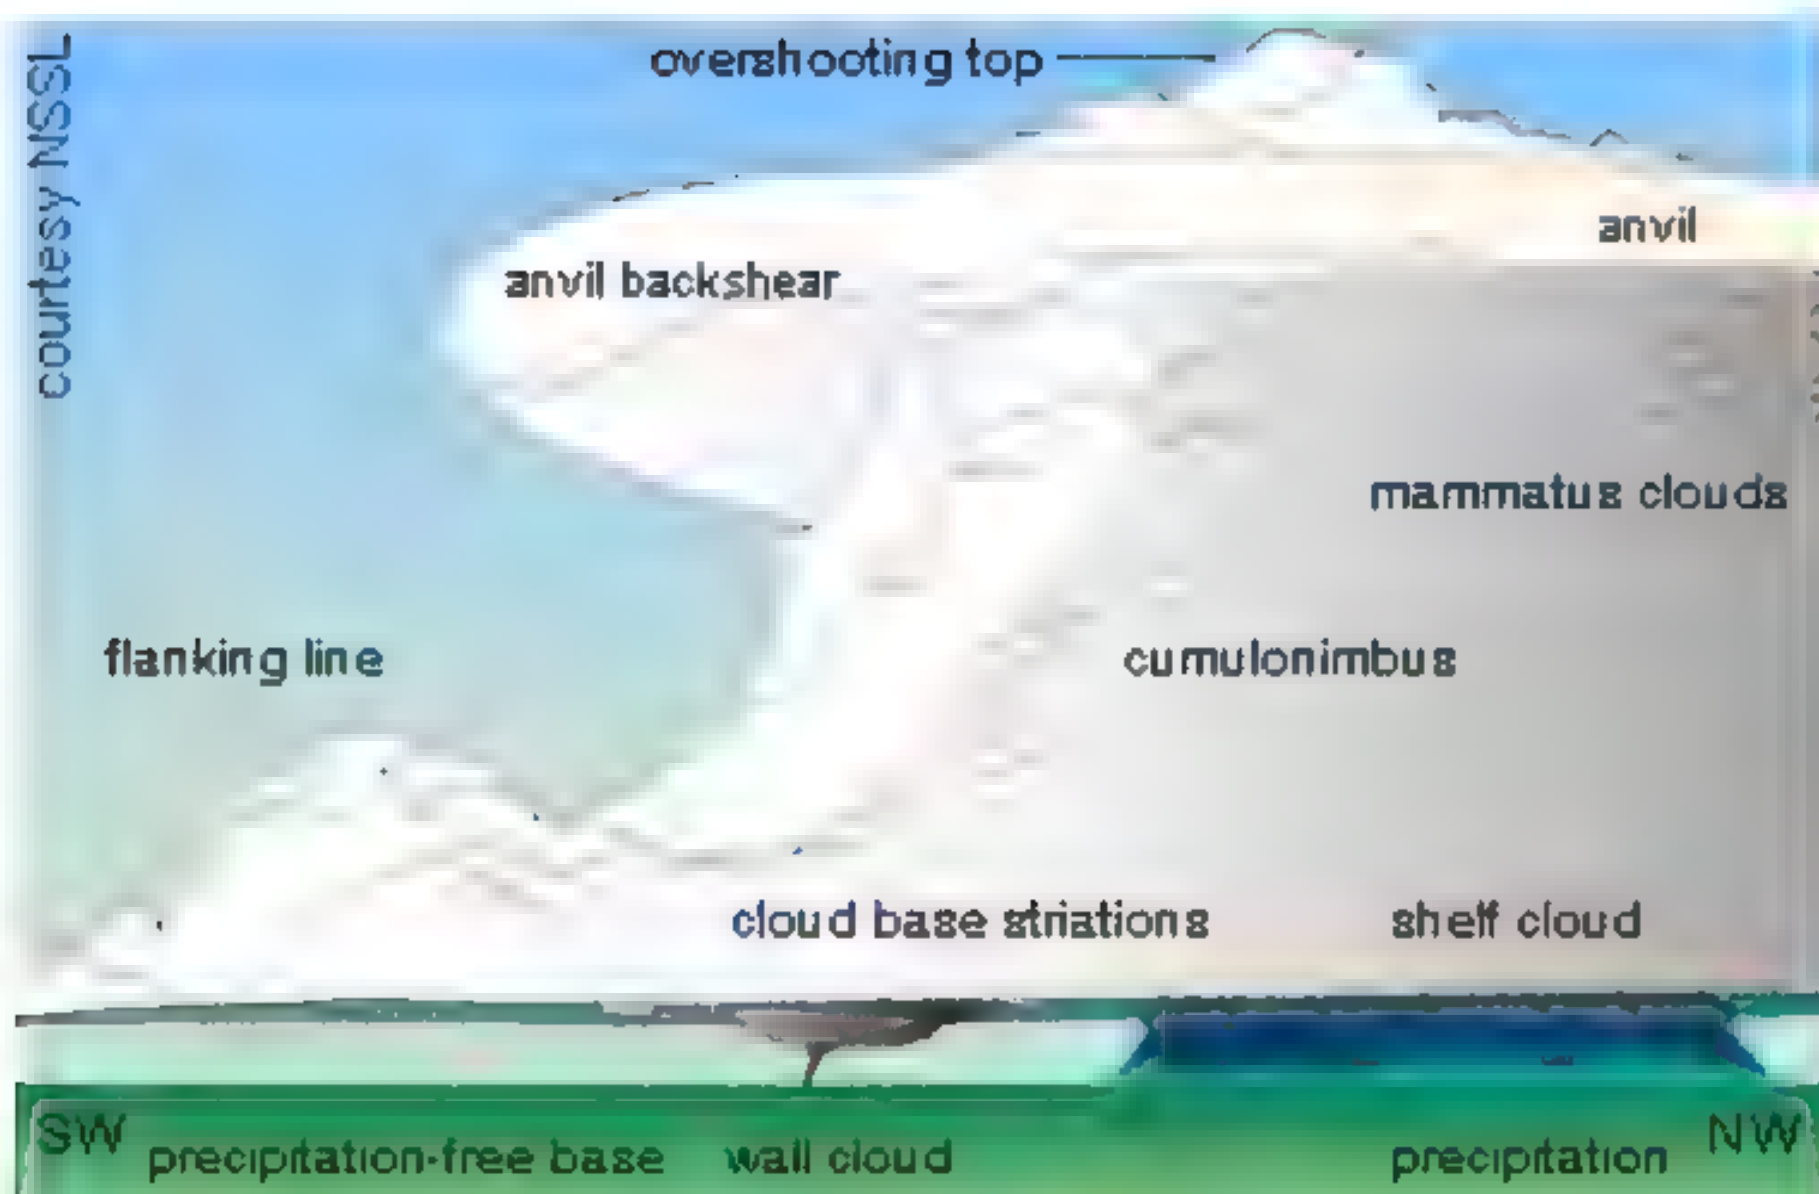 courtesy NSSL
overshooting top
anvil
anvil backshear
mammatus clouds
flanking line
cumulonimbus
cloud base striations
shelf cloud
SW
NW
precipitation-free base
wall cloud
precipitation